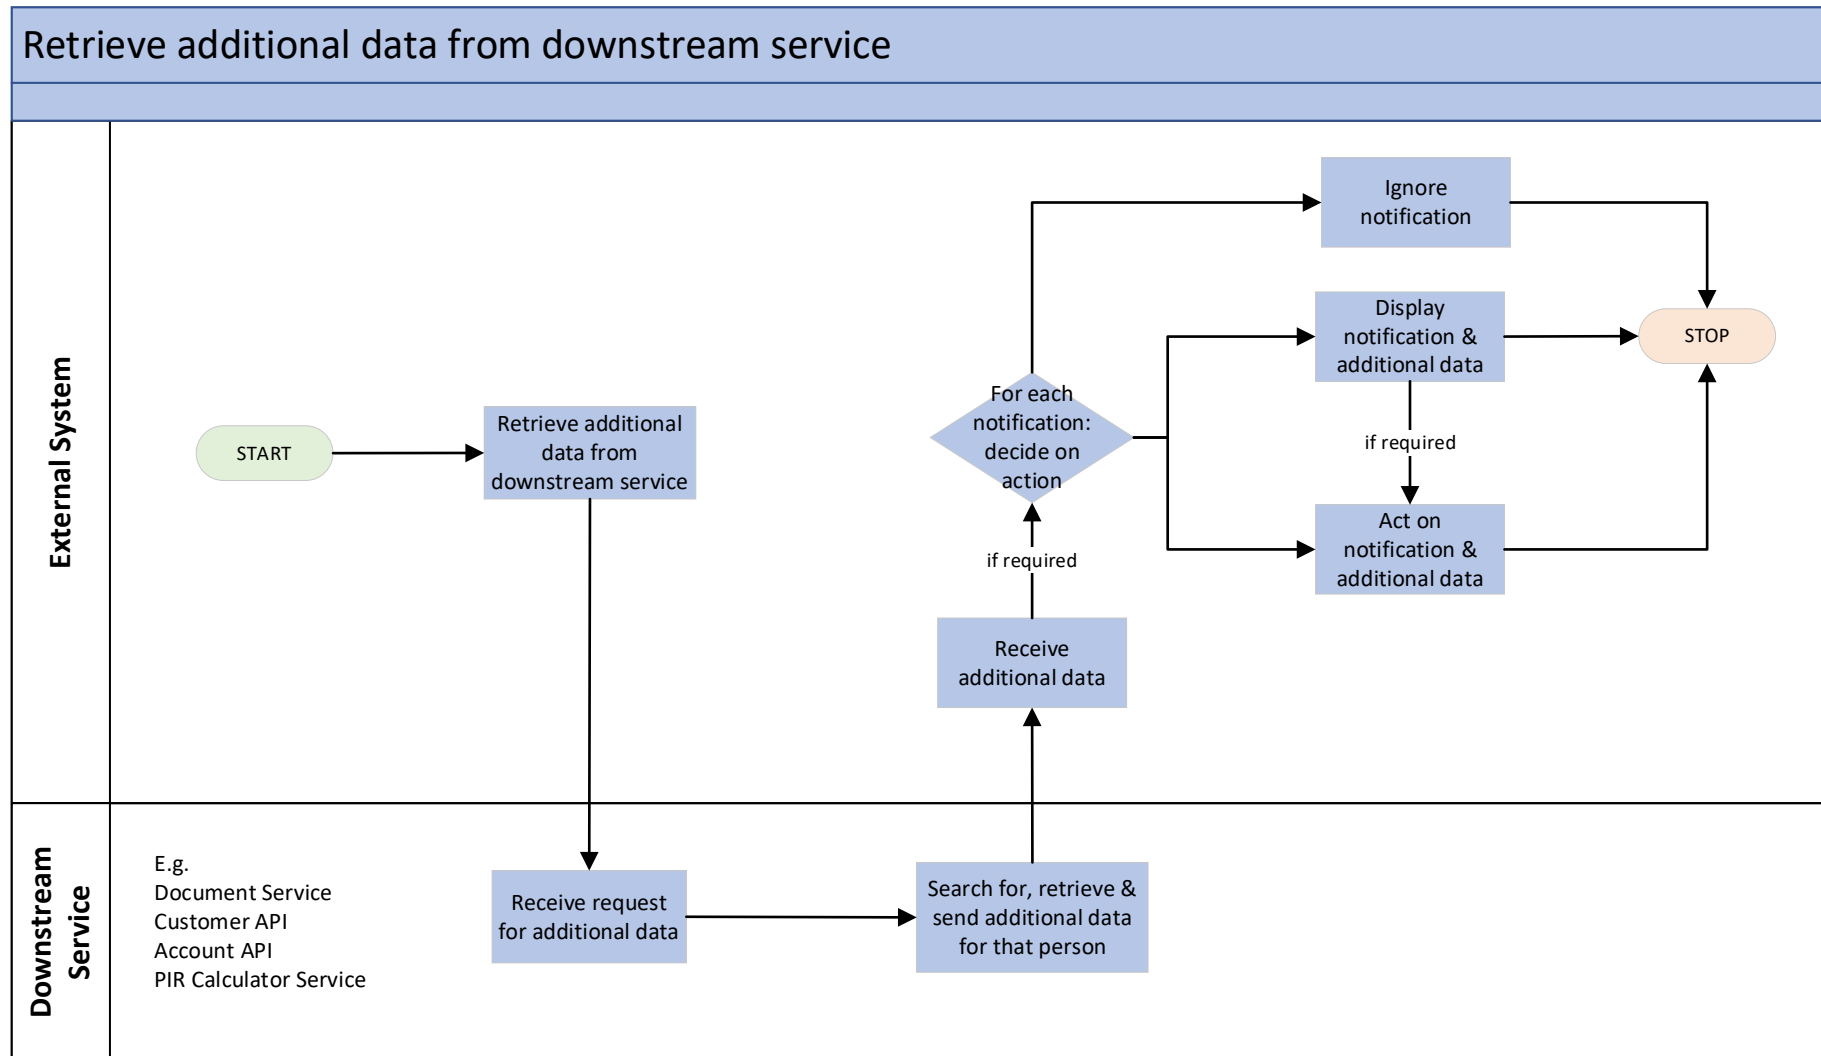 Retrieve additional data from downstream service
External System
START
Retrieve additional
data from
downstream service
For each
notification:
decide on
action
if required
Receive
additional data
Ignore
notification
Display
notification &
additional data
if required
Act on
notification &
additional data
STOP
Downstream
Service
E.g.
Document Service
Customer API
Account API
PIR Calculator Service
Receive request
for additional data
Search for, retrieve &
send additional data
for that person